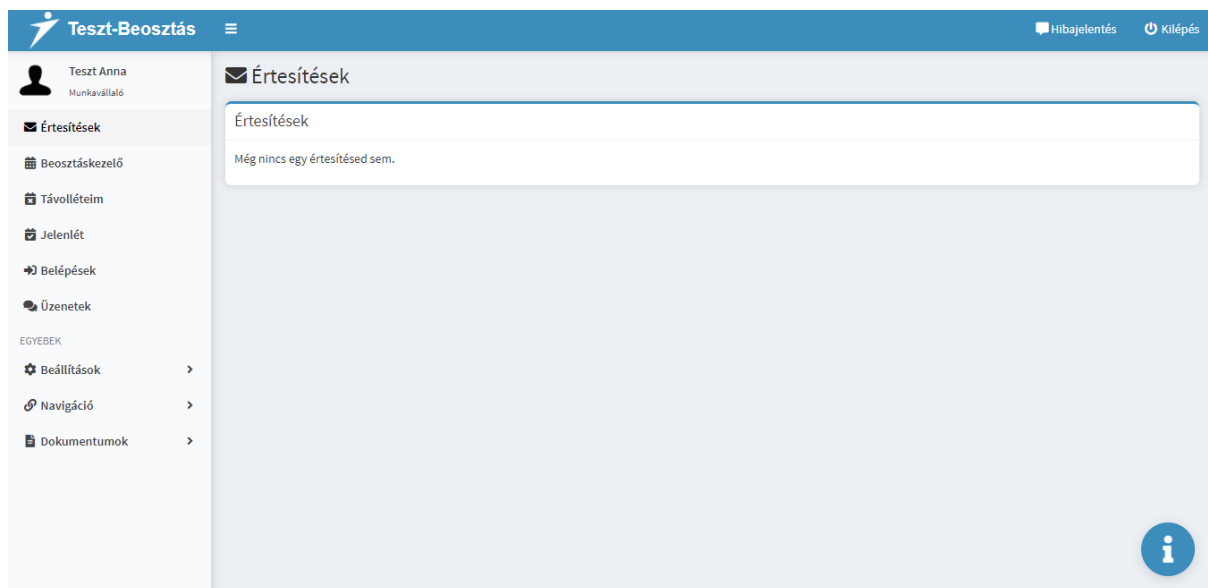 Teszt-Beosztás
Hibajelentés
Kilépés
Teszt Anna
Munkavállaló
Értesítések
Beosztáskezelő
Távolléteim
Jelenlét
Belépések
Üzenetek
EGYEBEK
Beállítások
Navigáció
Dokumentumok
Értesítések
Értesítések
Még nincs egy értesítésed sem.